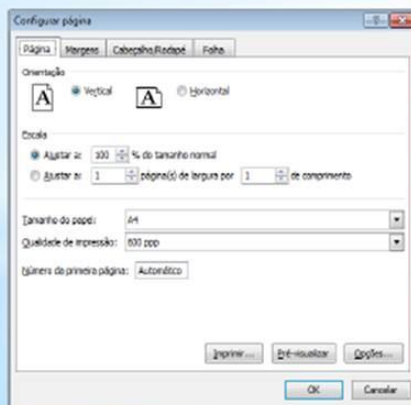 Configurar página
Página Margens Cabeçalho/Rodapé Folha
Orientação
A Vertical A Horizontal
Escala
Ajustar a: 100 % do tamanho normal
Ajustar a: 1 página(s) de largura por 1 de comprimento
Tamanho do papel: A4
Qualidade de impressão: 600 ppp
Número da primeira página: Automático
Imprimir... Pré-visualizar Opções...
OK Cancelar